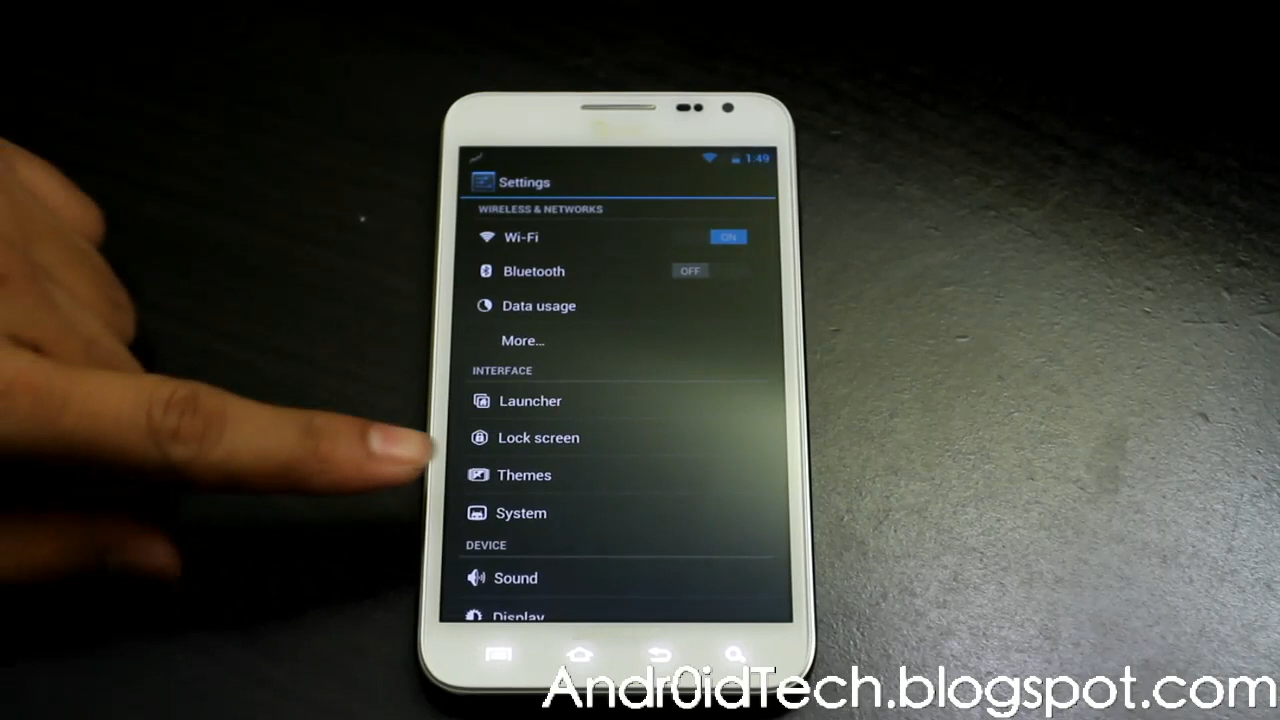 1:49
Settings
WIRELESS & NETWORKS
Wi-Fi ON
Bluetooth OFF
Data usage
More...
INTERFACE
Launcher
Lock screen
Themes
System
DEVICE
Sound
Display
Andr0idTech.blogspot.com